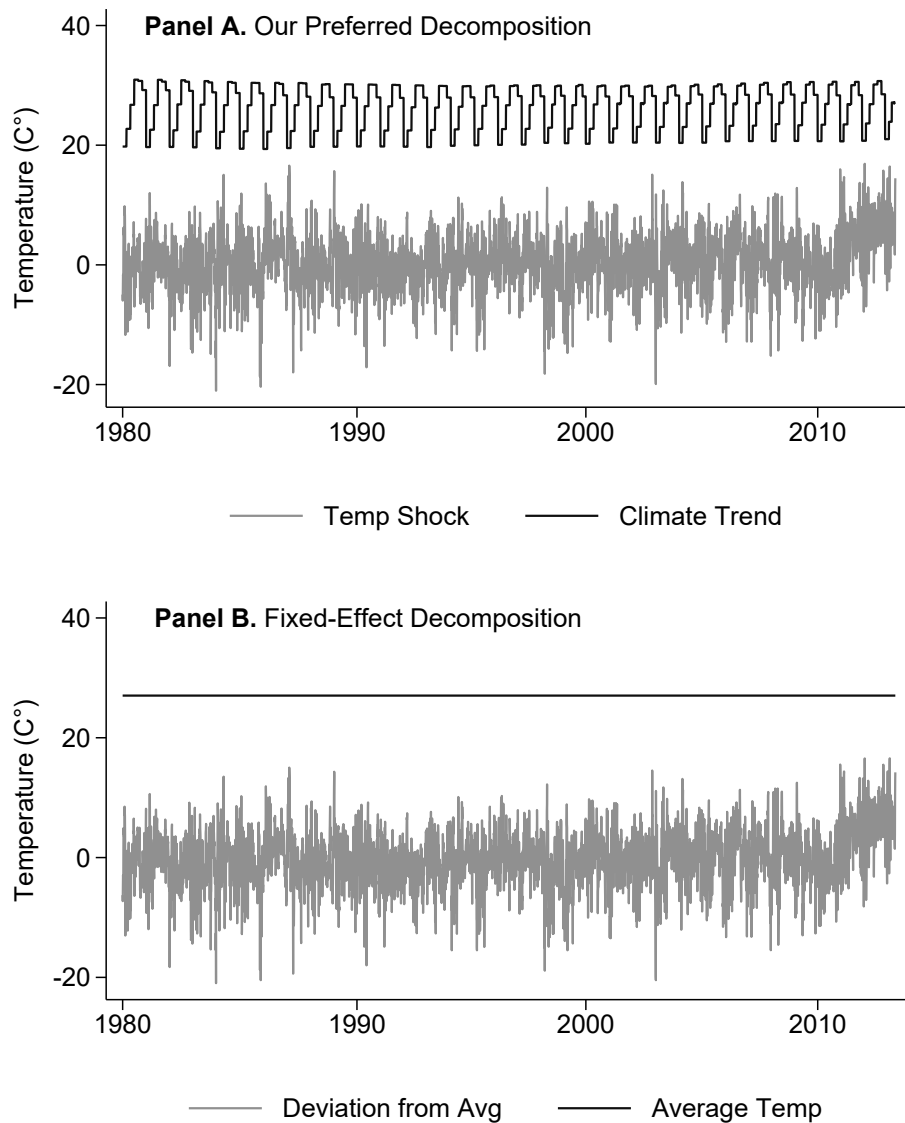 Panel A. Our Preferred Decomposition
40
20
0
-20
Temperature (C°)
1980
1990
2000
2010
Temp Shock
Climate Trend
Panel B. Fixed-Effect Decomposition
40
20
0
-20
Temperature (C°)
1980
1990
2000
2010
Deviation from Avg
Average Temp